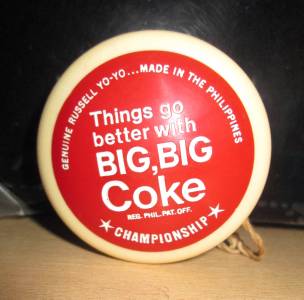 GENUINE RUSSELL YO-YO...MADE IN THE PHILIPPINES
Things go
better with
BIG, BIG
Coke
REG. PHIL. PAT. OFF.
★ CHAMPIONSHIP ★